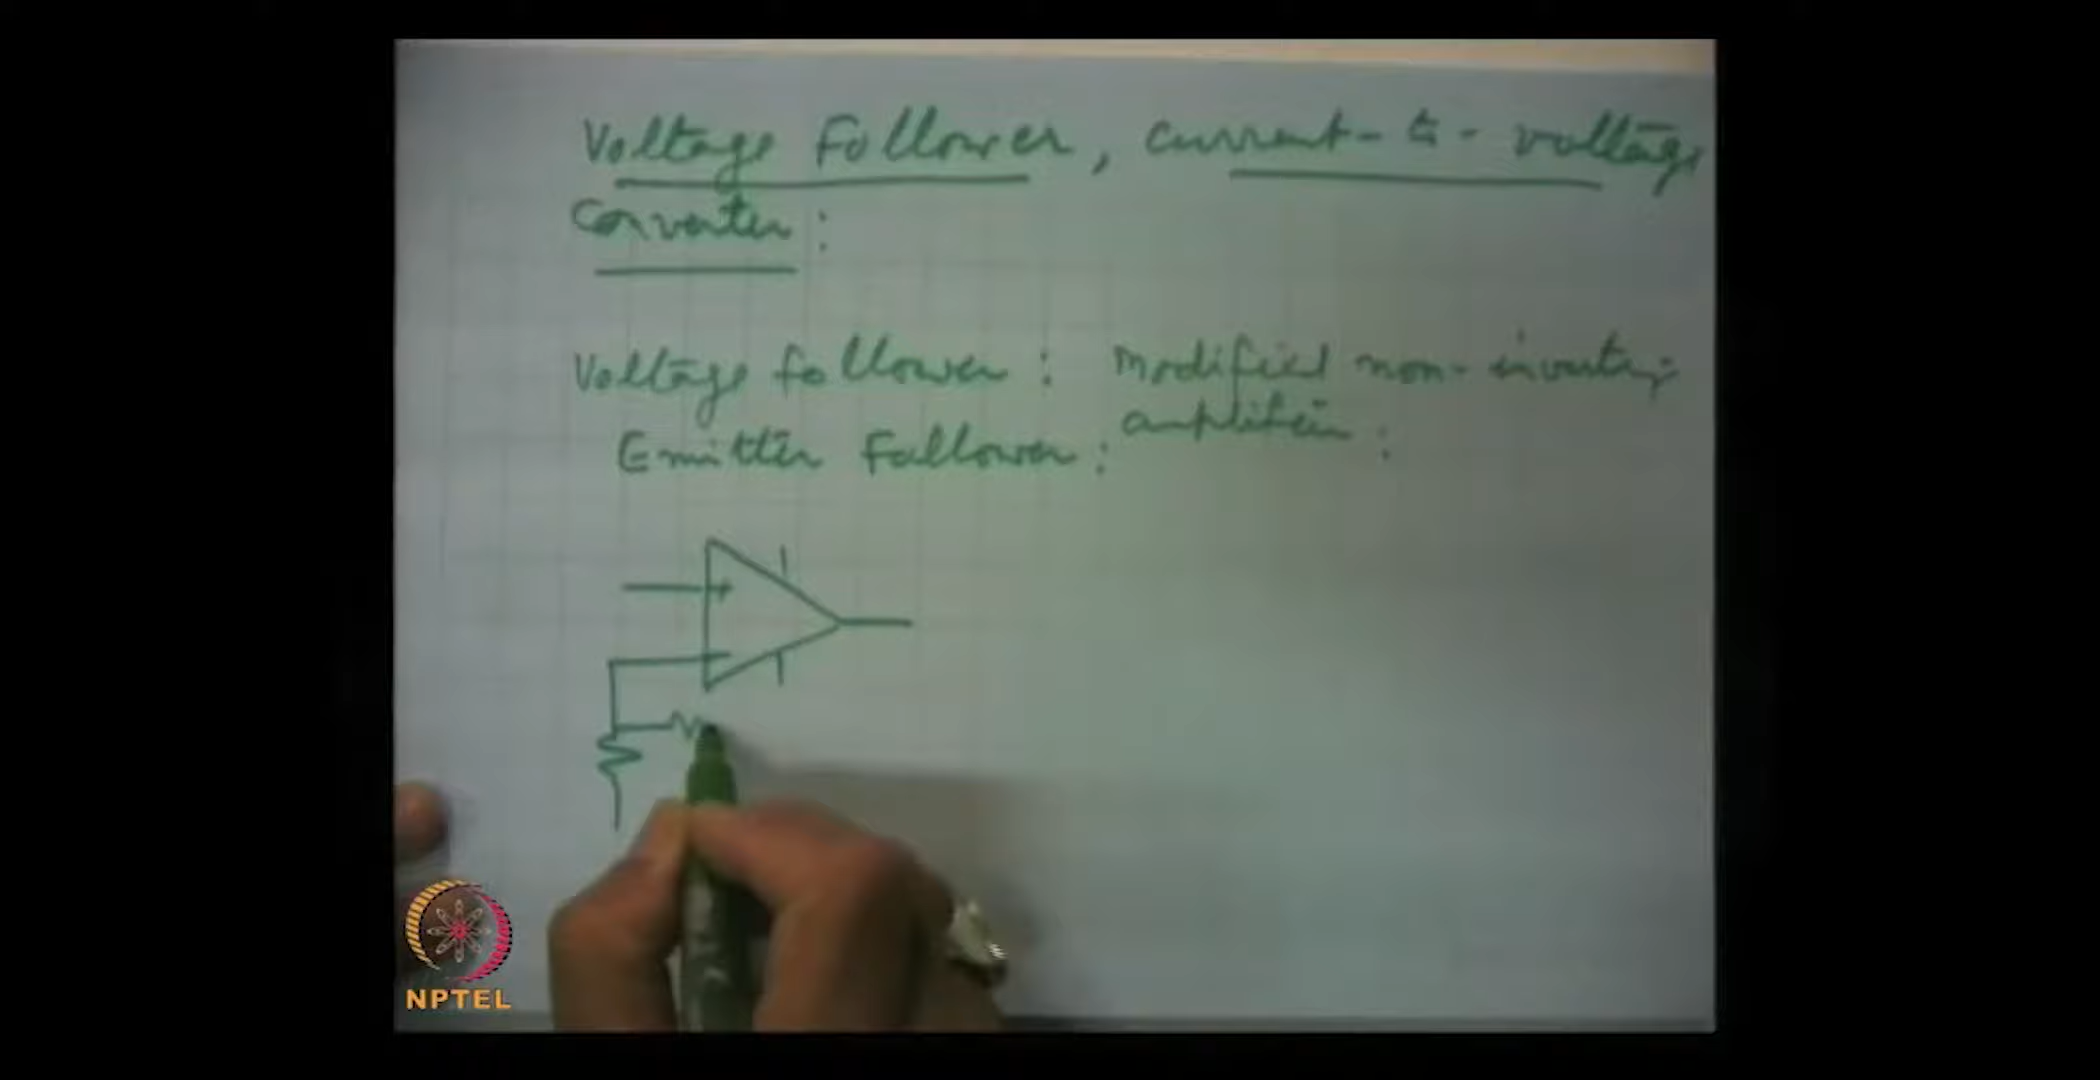 Voltage Follower, current-to-voltage
Converter:
Voltage follower: Modified non-inverting
amplifier:
Emitter Follower:
+
NPTEL